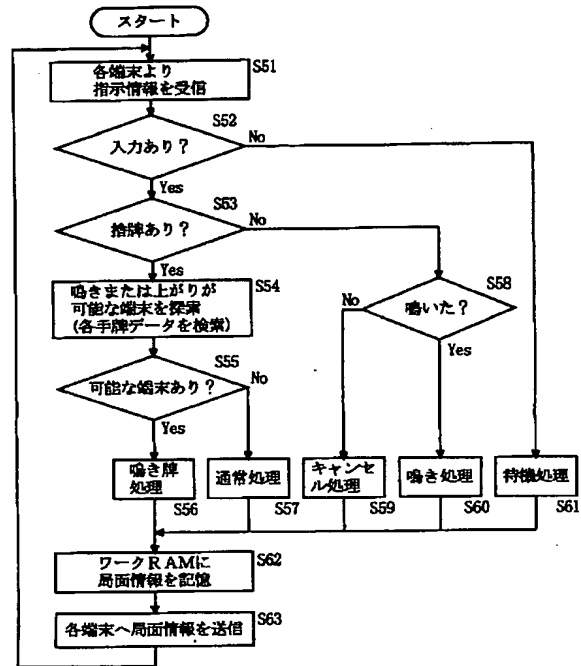 スタート
各端末より
指示情報を受信
S51
S52
入力あり？
No
Yes
S53
捨牌あり？
No
Yes
鳴きまたは上がりが
可能な端末を探索
(各手牌データを検索)
S54
S58
鳴いた？
No
Yes
S55
可能な端末あり？
No
Yes
鳴き牌
処理
S56
通常処理
S57
キャンセ
ル処理
S59
鳴き処理
S60
待機処理
S61
ワークＲＡＭに
局面情報を記憶
S62
各端末へ局面情報を送信
S63